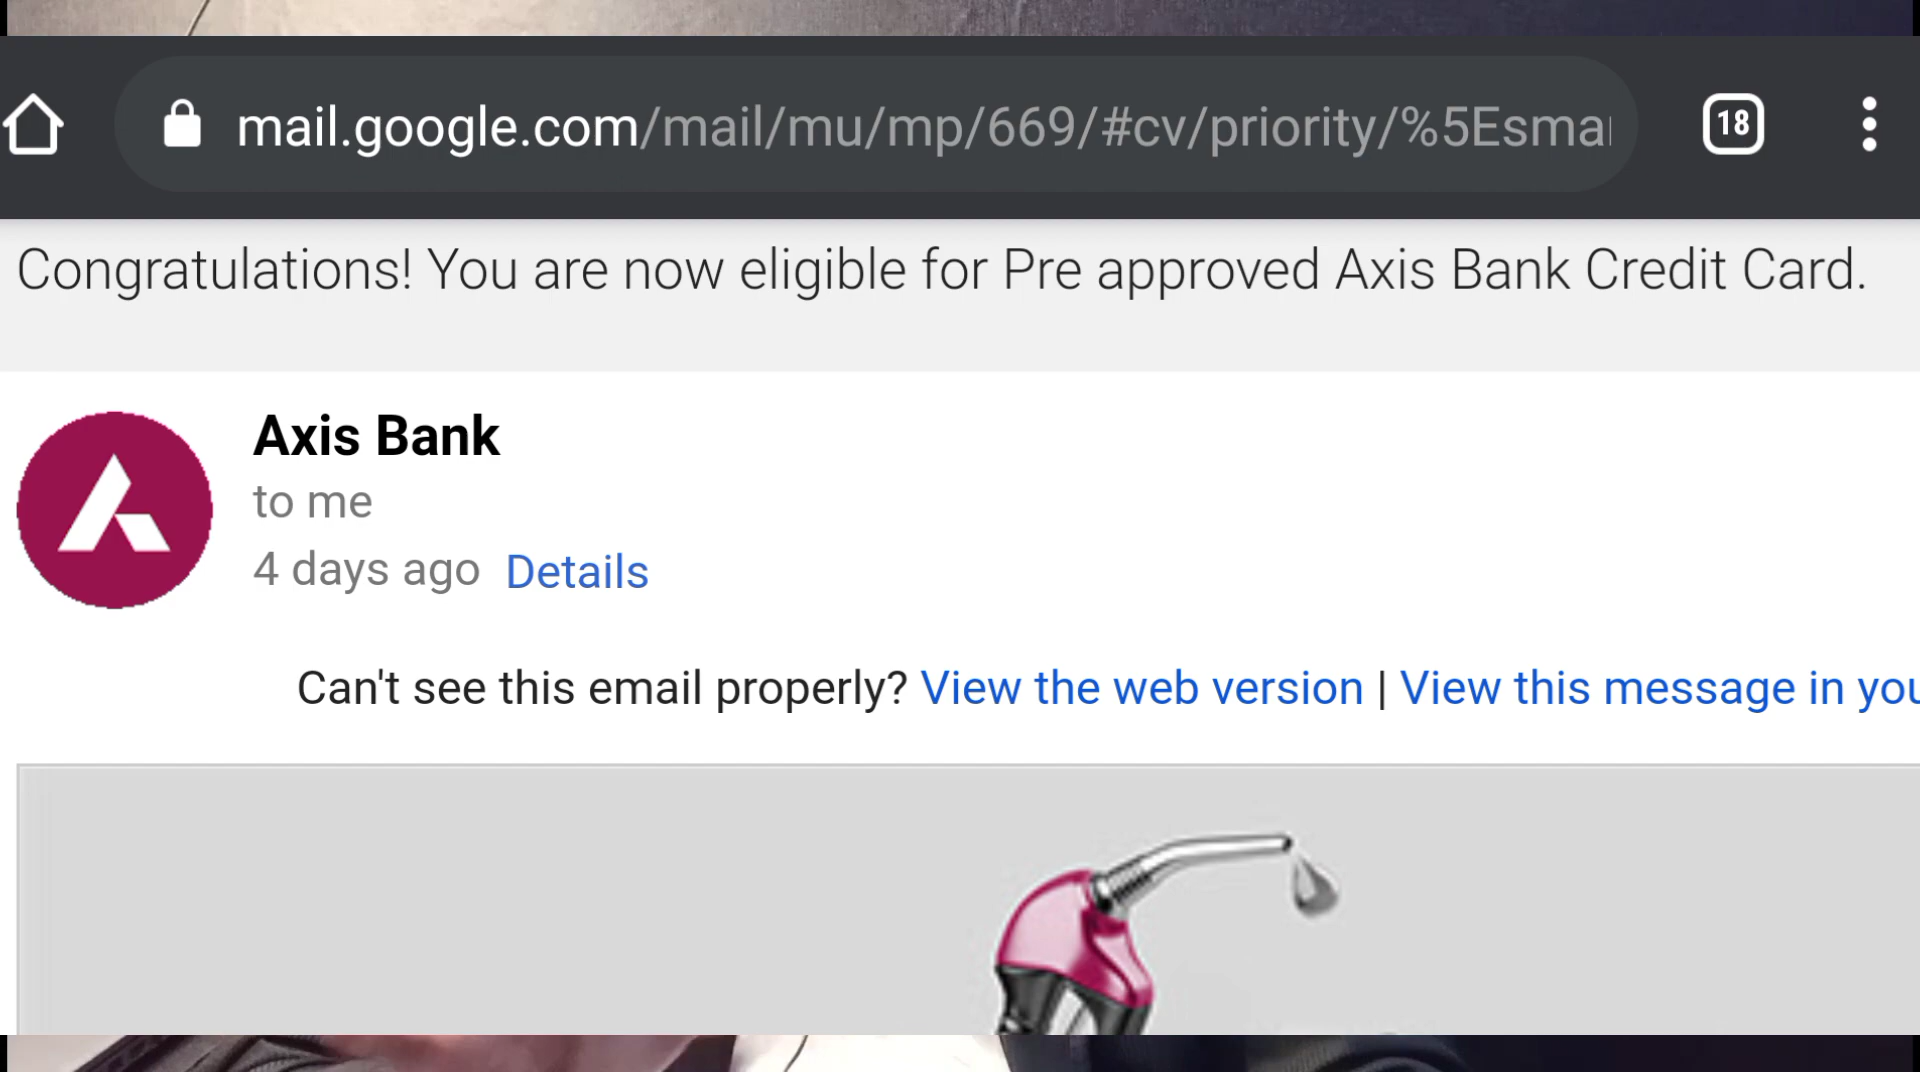 mail.google.com/mail/mu/mp/669/#cv/priority/%5Esma
18
Congratulations! You are now eligible for Pre approved Axis Bank Credit Card.
Axis Bank
to me
4 days ago Details
Can't see this email properly? View the web version | View this message in you